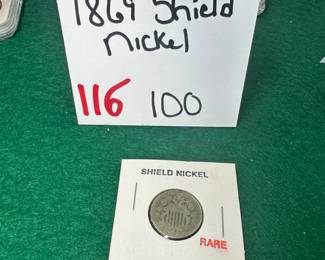 1869 Shield
Nickel
116 100
SHIELD NICKEL
RARE